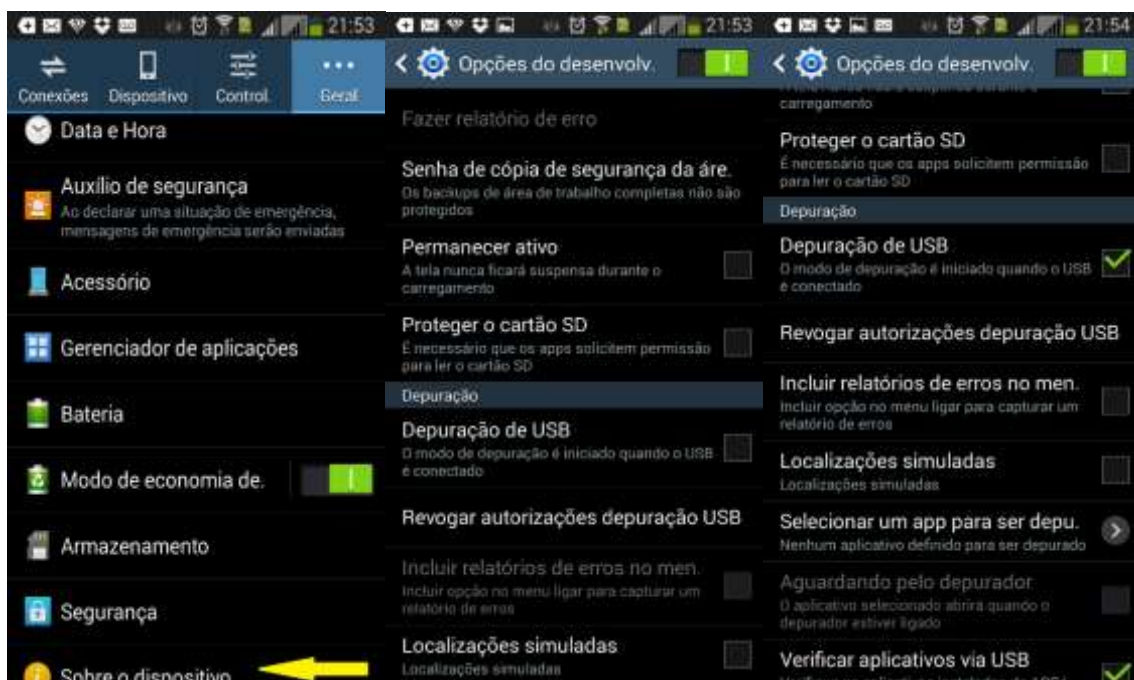 21:53
Conexões Dispositivo Control. Geral
Data e Hora
Auxílio de segurança
Ao declarar uma situação de emergência,
mensagens de emergência serão enviadas
Acessório
Gerenciador de aplicações
Bateria
Modo de economia de.
Armazenamento
Segurança
Sobre o dispositivo
21:53
Opções do desenvolv.
Fazer relatório de erro
Senha de cópia de segurança da áre.
Os backups de área de trabalho completas não são
protegidos
Permanecer ativo
A tela nunca ficará suspensa durante o
carregamento
Proteger o cartão SD
É necessário que os apps solicitem permissão
para ler o cartão SD
Depuração
Depuração de USB
O modo de depuração é iniciado quando o USB
é conectado
Revogar autorizações depuração USB
Incluir relatórios de erros no men.
Incluir opção no menu ligar para capturar um
relatório de erros
Localizações simuladas
Localizações simuladas
21:54
Opções do desenvolv.
carregamento
Proteger o cartão SD
É necessário que os apps solicitem permissão
para ler o cartão SD
Depuração
Depuração de USB
O modo de depuração é iniciado quando o USB
é conectado
Revogar autorizações depuração USB
Incluir relatórios de erros no men.
Incluir opção no menu ligar para capturar um
relatório de erros
Localizações simuladas
Localizações simuladas
Selecionar um app para ser depu.
Nenhum aplicativo definido para ser depurado
Aguardando pelo depurador
O aplicativo selecionado abrirá quando o
depurador estiver ligado
Verificar aplicativos via USB